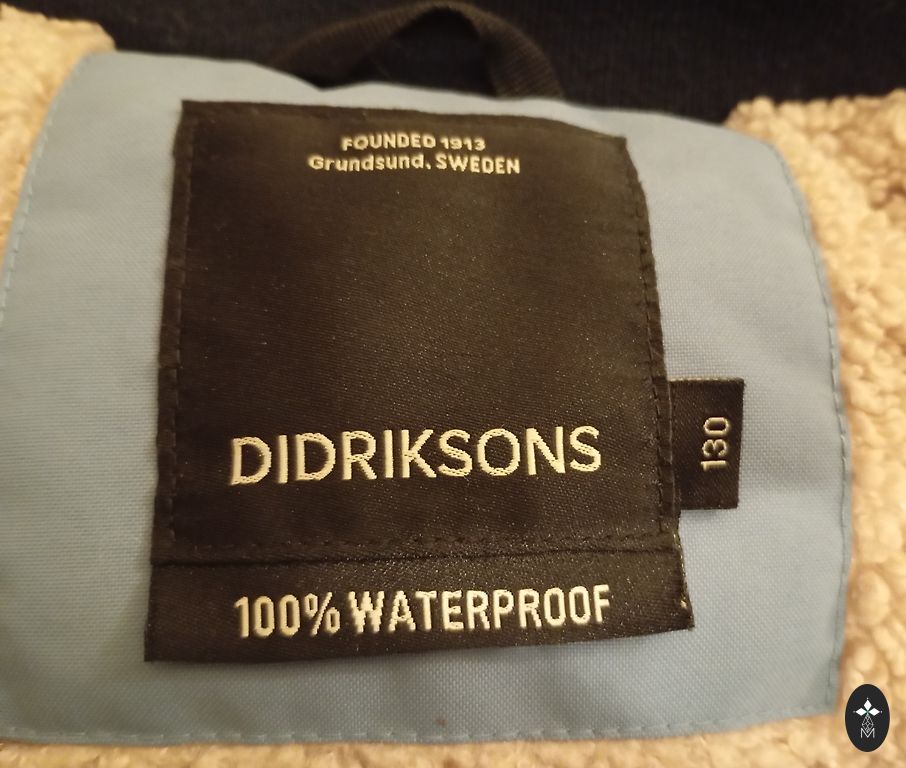 FOUNDED 1913
Grundsund, SWEDEN
DIDRIKSONS
130
100% WATERPROOF
M